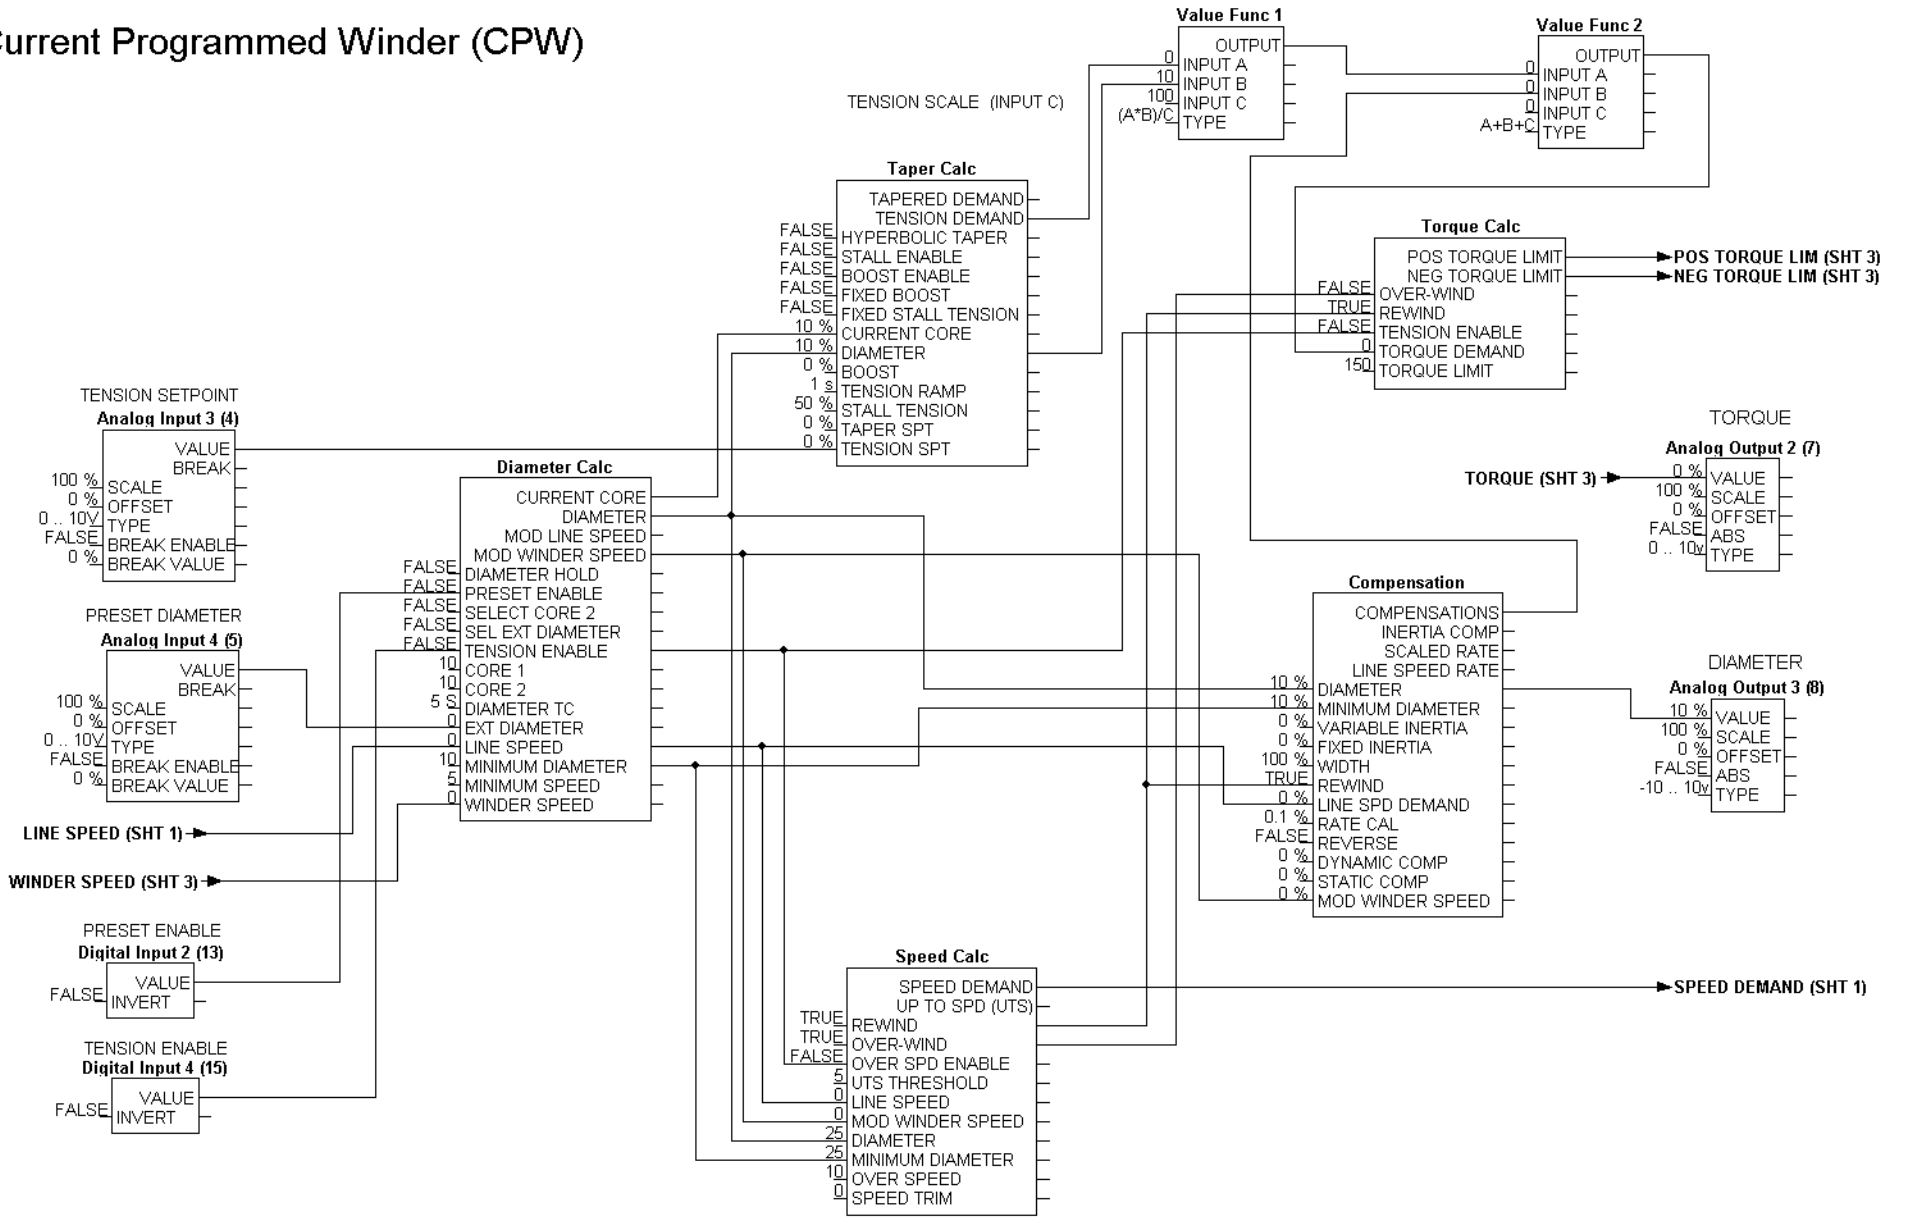 urrent Programmed Winder (CPW)
Value Func 1
OUTPUT
0 INPUT A
10 INPUT B
100 INPUT C
(A*B)/C TYPE
TENSION SCALE (INPUT C)
Value Func 2
OUTPUT
0 INPUT A
0 INPUT B
0 INPUT C
A+B+C TYPE
Taper Calc
TAPERED DEMAND
TENSION DEMAND
FALSE HYPERBOLIC TAPER
FALSE STALL ENABLE
FALSE BOOST ENABLE
FALSE FIXED BOOST
FALSE FIXED STALL TENSION
10 % CURRENT CORE
10 % DIAMETER
0 % BOOST
1 s TENSION RAMP
50 % STALL TENSION
0 % TAPER SPT
0 % TENSION SPT
Torque Calc
POS TORQUE LIMIT
NEG TORQUE LIMIT
FALSE OVER-WIND
TRUE REWIND
FALSE TENSION ENABLE
0 TORQUE DEMAND
150 TORQUE LIMIT
POS TORQUE LIM (SHT 3)
NEG TORQUE LIM (SHT 3)
TENSION SETPOINT
Analog Input 3 (4)
VALUE
BREAK
100 % SCALE
0 % OFFSET
0 .. 10V TYPE
FALSE BREAK ENABLE
0 % BREAK VALUE
TORQUE
Analog Output 2 (7)
TORQUE (SHT 3)
0 % VALUE
100 % SCALE
0 % OFFSET
FALSE ABS
0 .. 10v TYPE
Diameter Calc
CURRENT CORE
DIAMETER
MOD LINE SPEED
MOD WINDER SPEED
FALSE DIAMETER HOLD
FALSE PRESET ENABLE
FALSE SELECT CORE 2
FALSE SEL EXT DIAMETER
FALSE TENSION ENABLE
10 CORE 1
10 CORE 2
5 S DIAMETER TC
0 EXT DIAMETER
0 LINE SPEED
10 MINIMUM DIAMETER
5 MINIMUM SPEED
0 WINDER SPEED
PRESET DIAMETER
Analog Input 4 (5)
VALUE
BREAK
100 % SCALE
0 % OFFSET
0 .. 10V TYPE
FALSE BREAK ENABLE
0 % BREAK VALUE
LINE SPEED (SHT 1)
WINDER SPEED (SHT 3)
Compensation
COMPENSATIONS
INERTIA COMP
SCALED RATE
LINE SPEED RATE
10 % DIAMETER
10 % MINIMUM DIAMETER
0 % VARIABLE INERTIA
0 % FIXED INERTIA
100 % WIDTH
TRUE REWIND
0 % LINE SPD DEMAND
0.1 % RATE CAL
FALSE REVERSE
0 % DYNAMIC COMP
0 % STATIC COMP
0 % MOD WINDER SPEED
DIAMETER
Analog Output 3 (8)
10 % VALUE
100 % SCALE
0 % OFFSET
FALSE ABS
-10 .. 10v TYPE
PRESET ENABLE
Digital Input 2 (13)
VALUE
FALSE INVERT
TENSION ENABLE
Digital Input 4 (15)
VALUE
FALSE INVERT
Speed Calc
SPEED DEMAND
UP TO SPD (UTS)
TRUE REWIND
TRUE OVER-WIND
FALSE OVER SPD ENABLE
5 UTS THRESHOLD
0 LINE SPEED
0 MOD WINDER SPEED
25 DIAMETER
25 MINIMUM DIAMETER
10 OVER SPEED
0 SPEED TRIM
SPEED DEMAND (SHT 1)